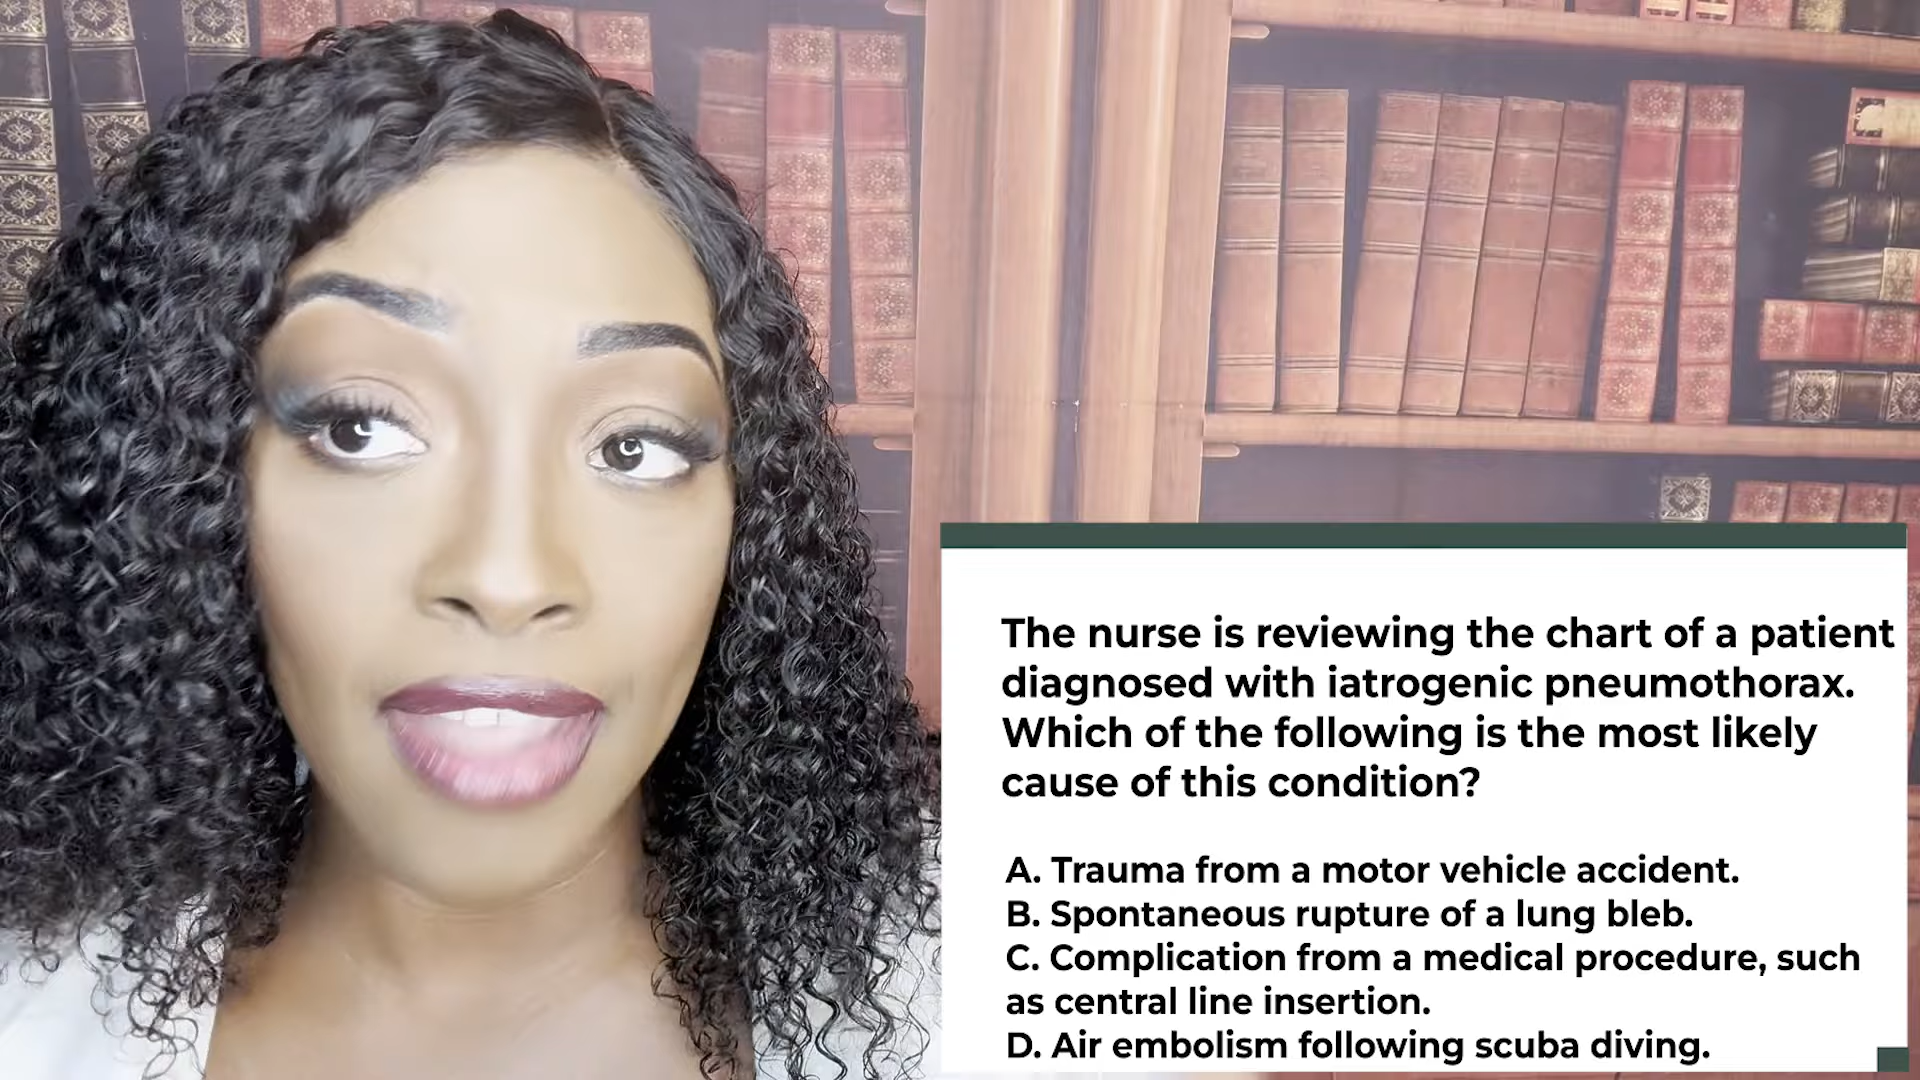 The nurse is reviewing the chart of a patient
diagnosed with iatrogenic pneumothorax.
Which of the following is the most likely
cause of this condition?
A. Trauma from a motor vehicle accident.
B. Spontaneous rupture of a lung bleb.
C. Complication from a medical procedure, such
as central line insertion.
D. Air embolism following scuba diving.